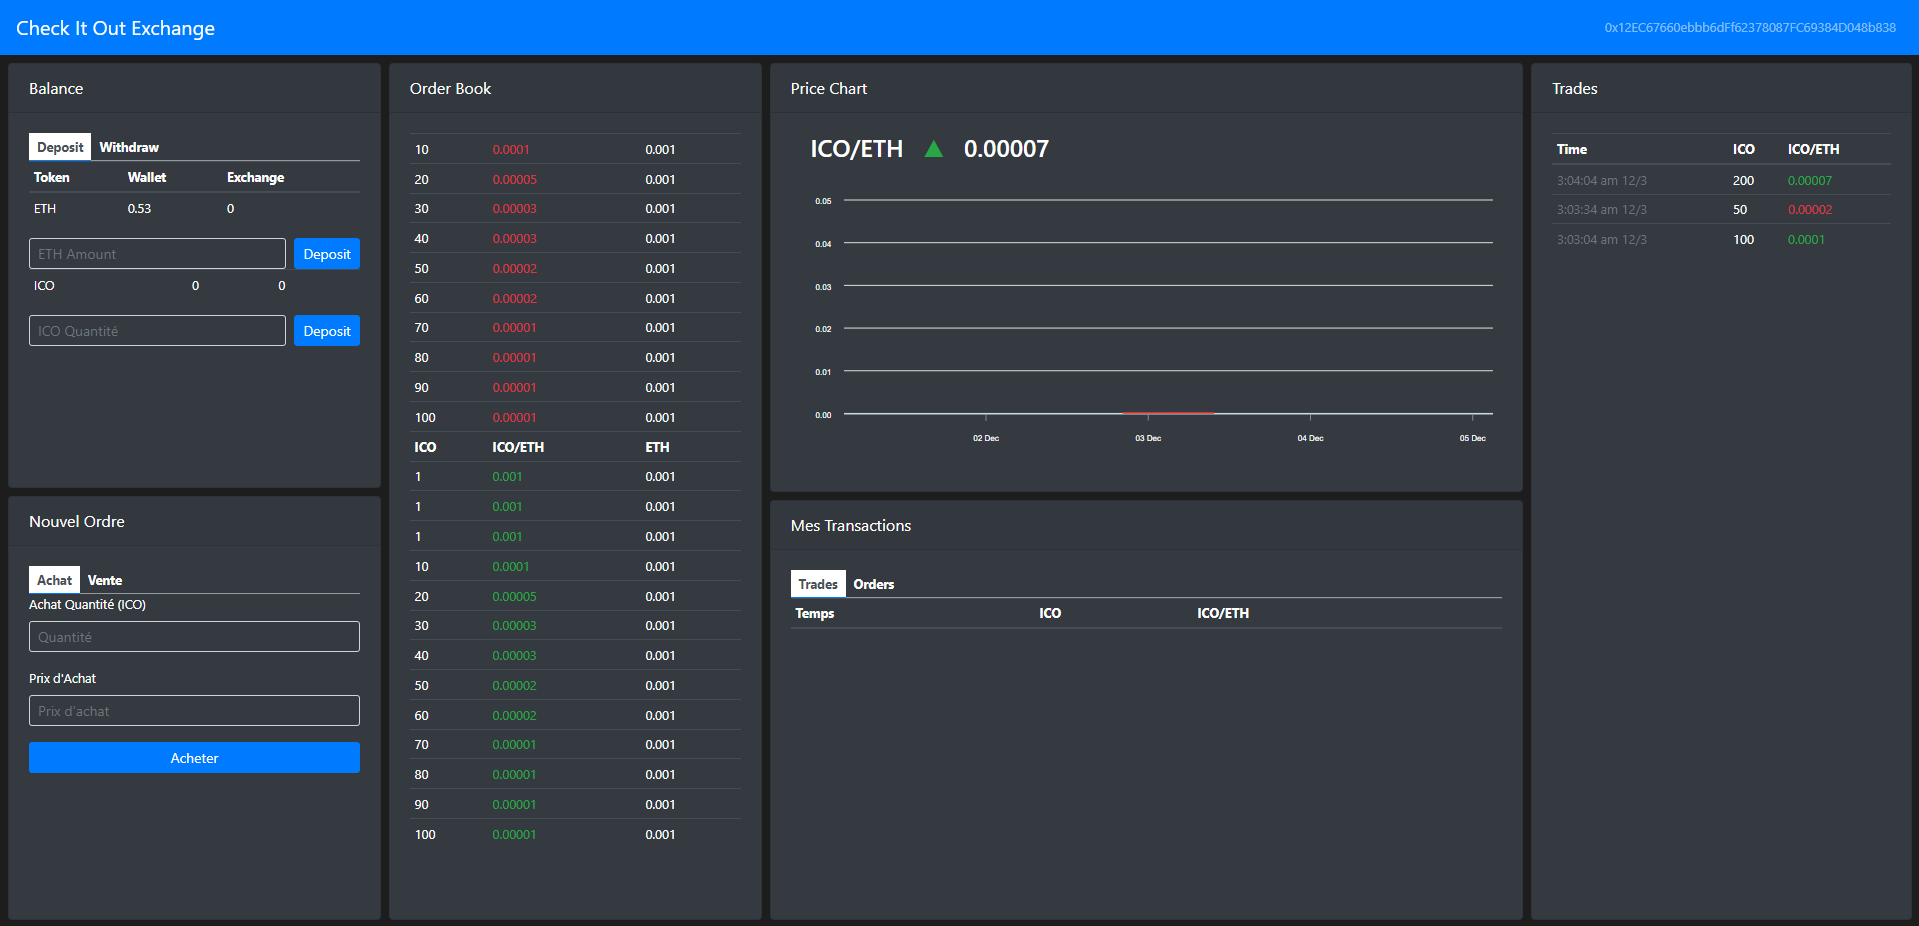 Check It Out Exchange
0x12EC67660ebbb6dFf62378087FC69384D048b838
Balance
Deposit Withdraw
Token Wallet Exchange
ETH 0.53 0
ETH Amount Deposit
ICO 0 0
ICO Quantité Deposit
Nouvel Ordre
Achat Vente
Achat Quantité (ICO)
Quantité
Prix d'Achat
Prix d'achat
Acheter
Order Book
10 0.0001 0.001
20 0.00005 0.001
30 0.00003 0.001
40 0.00003 0.001
50 0.00002 0.001
60 0.00002 0.001
70 0.00001 0.001
80 0.00001 0.001
90 0.00001 0.001
100 0.00001 0.001
ICO ICO/ETH ETH
1 0.001 0.001
1 0.001 0.001
1 0.001 0.001
10 0.0001 0.001
20 0.00005 0.001
30 0.00003 0.001
40 0.00003 0.001
50 0.00002 0.001
60 0.00002 0.001
70 0.00001 0.001
80 0.00001 0.001
90 0.00001 0.001
100 0.00001 0.001
Price Chart
ICO/ETH ▲ 0.00007
0.05
0.04
0.03
0.02
0.01
0.00
02 Dec 03 Dec 04 Dec 05 Dec
Mes Transactions
Trades Orders
Temps ICO ICO/ETH
Trades
Time ICO ICO/ETH
3:04:04 am 12/3 200 0.00007
3:03:34 am 12/3 50 0.00002
3:03:04 am 12/3 100 0.0001